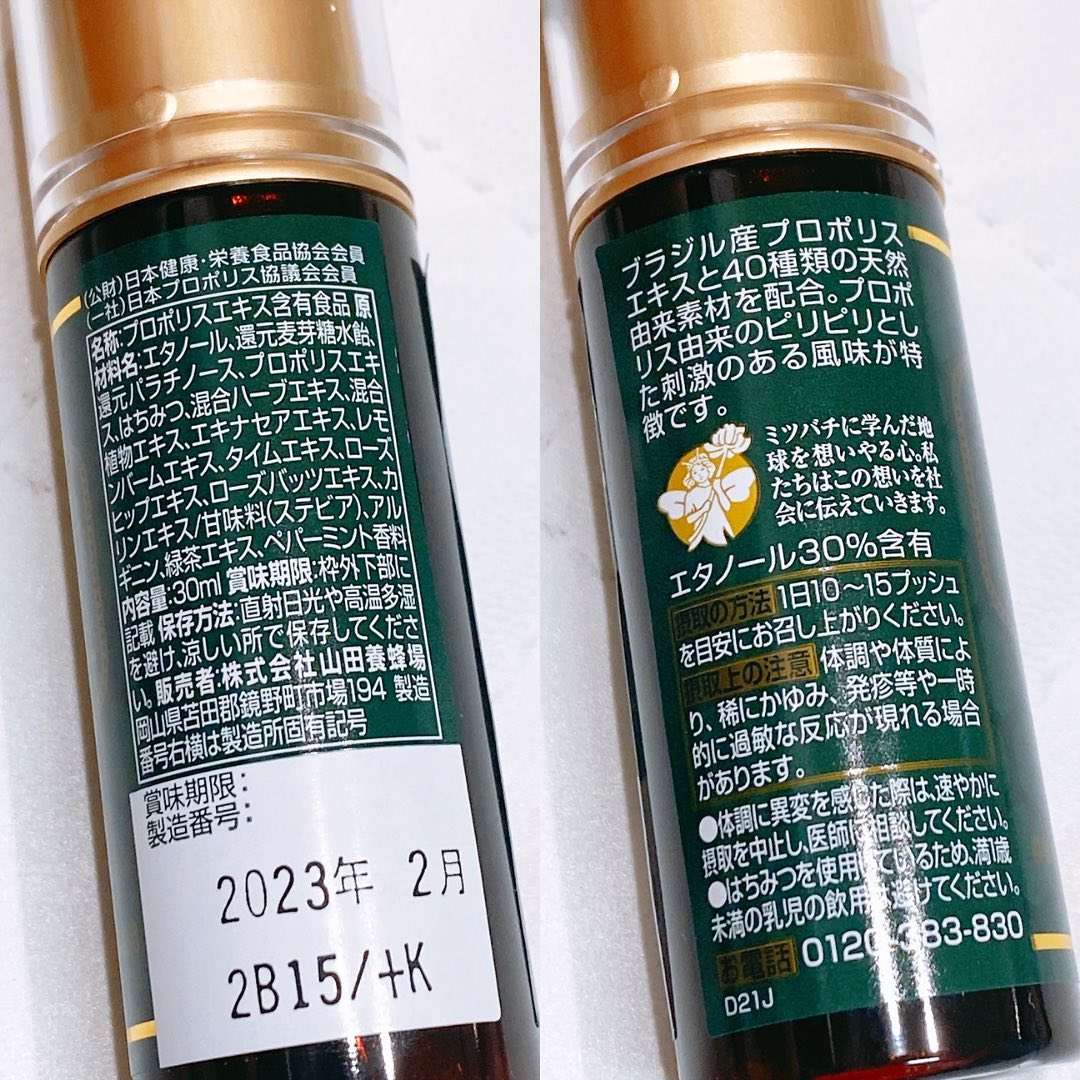 (公財)日本健康・栄養食品協会会員
(一社)日本プロポリス協議会会員
名称:プロポリスエキス含有食品 原
材料名:エタノール、還元麦芽糖水飴、
還元パラチノース、プロポリスエキ
ス、はちみつ、混合ハーブエキス、混合
植物エキス、エキナセアエキス、レモ
ンバームエキス、タイムエキス、ローズ
ヒップエキス、ローズバッツエキス、カ
リンエキス/甘味料(ステビア)、アル
ギニン、緑茶エキス、ペパーミント香料
内容量:30ml 賞味期限:枠外下部に
記載 保存方法:直射日光や高温多湿
を避け、涼しい所で保存してくださ
い。販売者:株式会社山田養蜂場
岡山県苫田郡鏡野町市場194 製造
番号右横は製造所固有記号
賞味期限:
製造番号:
2023年 2月
2B15/+K
ブラジル産プロポリス
エキスと40種類の天然
由来素材を配合。プロポ
リス由来のピリピリとし
た刺激のある風味が特
徴です。
ミツバチに学んだ地
球を想いやる心。私
たちはこの想いを社
会に伝えていきます。
エタノール30%含有
摂取の方法 1日10〜15プッシュ
を目安にお召し上がりください。
摂取上の注意 体調や体質によ
り、稀にかゆみ、発疹等や一時
的に過敏な反応が現れる場合
があります。
●体調に異変を感じた際は、速やかに
摂取を中止し、医師に相談してください。
●はちみつを使用しているため、満1歳
未満の乳児の飲用は避けてください。
お電話 0120-383-830
D21J